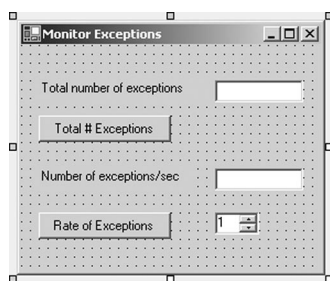 Monitor Exceptions
Total number of exceptions
Total # Exceptions
Number of exceptions/sec
Rate of Exceptions
1